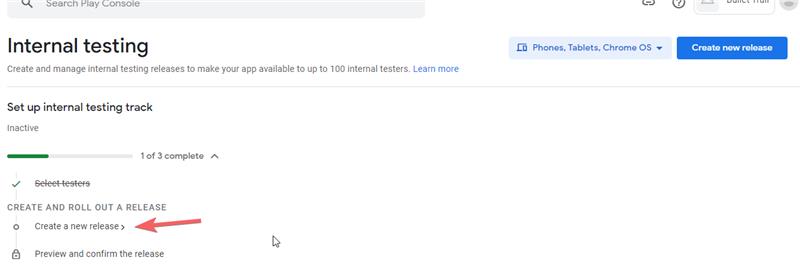 Search Play Console
Internal testing
Phones, Tablets, Chrome OS
Create new release
Create and manage internal testing releases to make your app available to up to 100 internal testers. Learn more
Set up internal testing track
Inactive
1 of 3 complete
Select testers
CREATE AND ROLL OUT A RELEASE
Create a new release
Preview and confirm the release